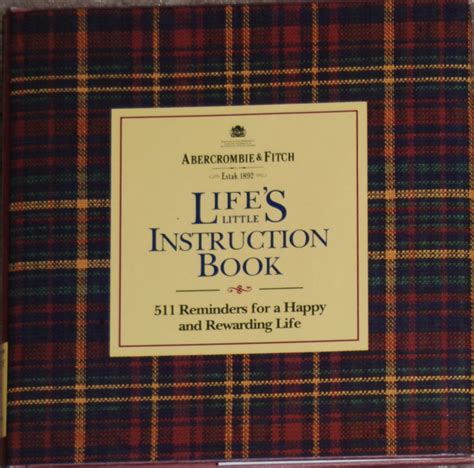 ABERCROMBIE & FITCH
Estab 1892
LIFE'S
LITTLE
INSTRUCTION
BOOK
511 Reminders for a Happy
and Rewarding Life